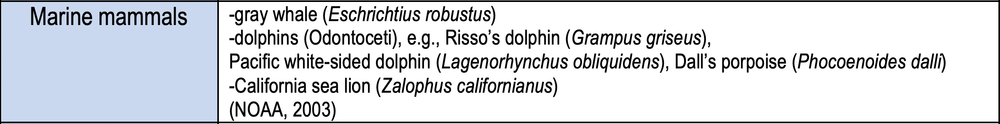 Marine mammals
-gray whale (Eschrichtius robustus)
-dolphins (Odontoceti), e.g., Risso’s dolphin (Grampus griseus),
Pacific white-sided dolphin (Lagenorhynchus obliquidens), Dall’s porpoise (Phocoenoides dalli)
-California sea lion (Zalophus californianus)
(NOAA, 2003)